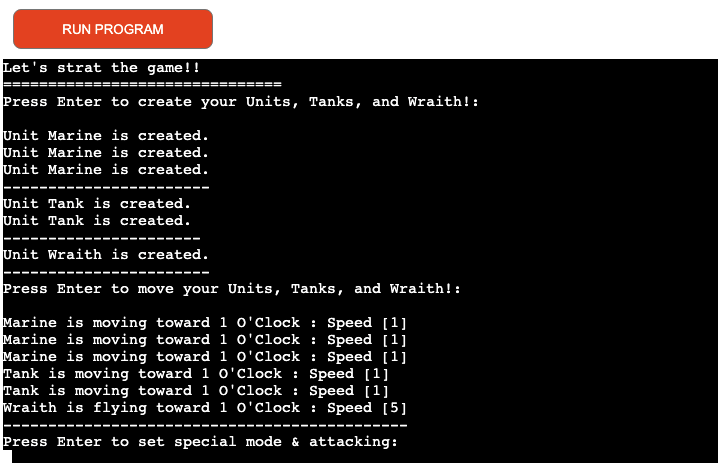 RUN PROGRAM
Let's strat the game!!
===============================
Press Enter to create your Units, Tanks, and Wraith!:
Unit Marine is created.
Unit Marine is created.
Unit Marine is created.
-----------------------
Unit Tank is created.
Unit Tank is created.
----------------------
Unit Wraith is created.
-----------------------
Press Enter to move your Units, Tanks, and Wraith!:
Marine is moving toward 1 O'Clock : Speed [1]
Marine is moving toward 1 O'Clock : Speed [1]
Marine is moving toward 1 O'Clock : Speed [1]
Tank is moving toward 1 O'Clock : Speed [1]
Tank is moving toward 1 O'Clock : Speed [1]
Wraith is flying toward 1 O'Clock : Speed [5]
---------------------------------------------
Press Enter to set special mode & attacking: